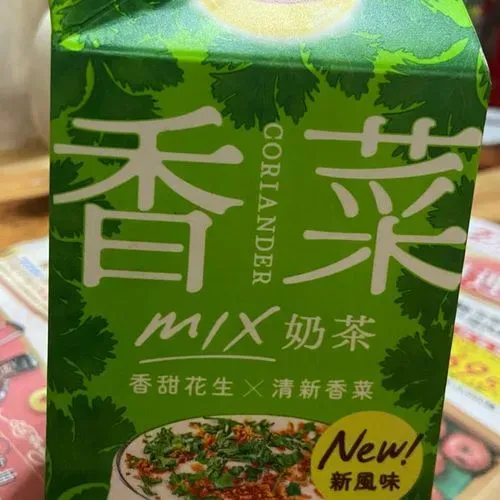 香菜
CORIANDER
mix 奶茶
香甜花生×清新香菜
New!
新風味